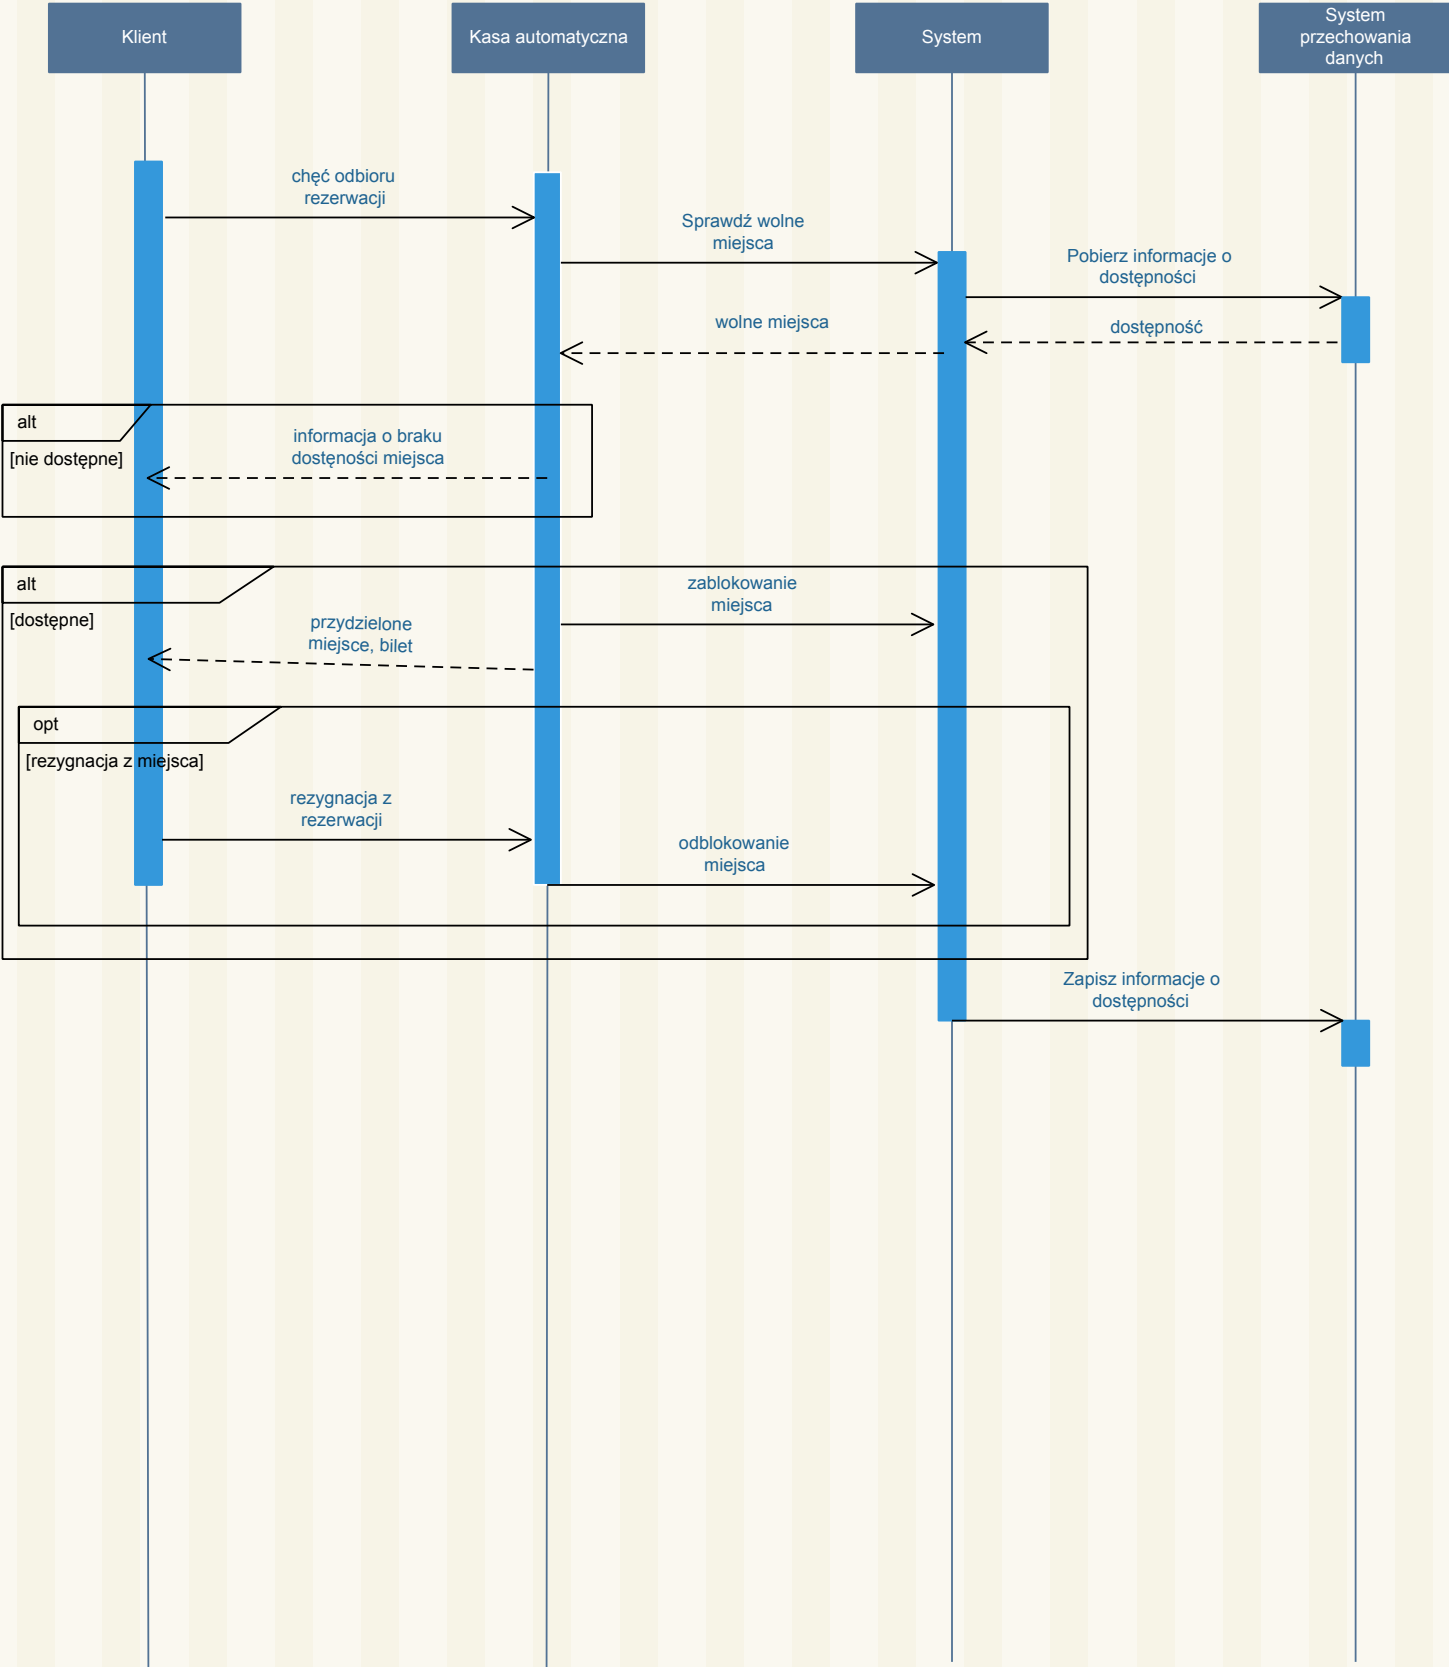 Klient
Kasa automatyczna
System
System
przechowania
danych
chęć odbioru
rezerwacji
Sprawdź wolne
miejsca
Pobierz informacje o
dostępności
wolne miejsca
dostępność
alt
[nie dostępne]
informacja o braku
dostęności miejsca
alt
[dostępne]
zablokowanie
miejsca
przydzielone
miejsce, bilet
opt
[rezygnacja z miejsca]
rezygnacja z
rezerwacji
odblokowanie
miejsca
Zapisz informacje o
dostępności